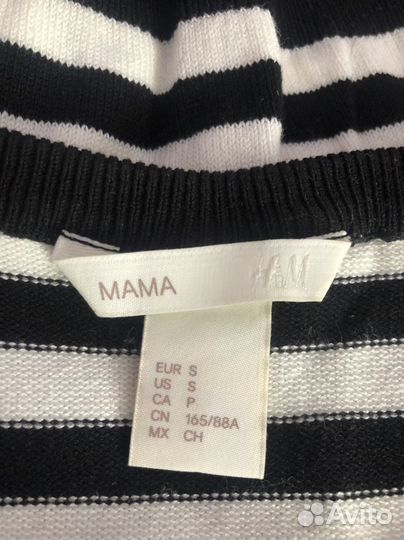 MAMA H&M
EUR S
US S
CA P
CN 165/88A
MX CH
Avito